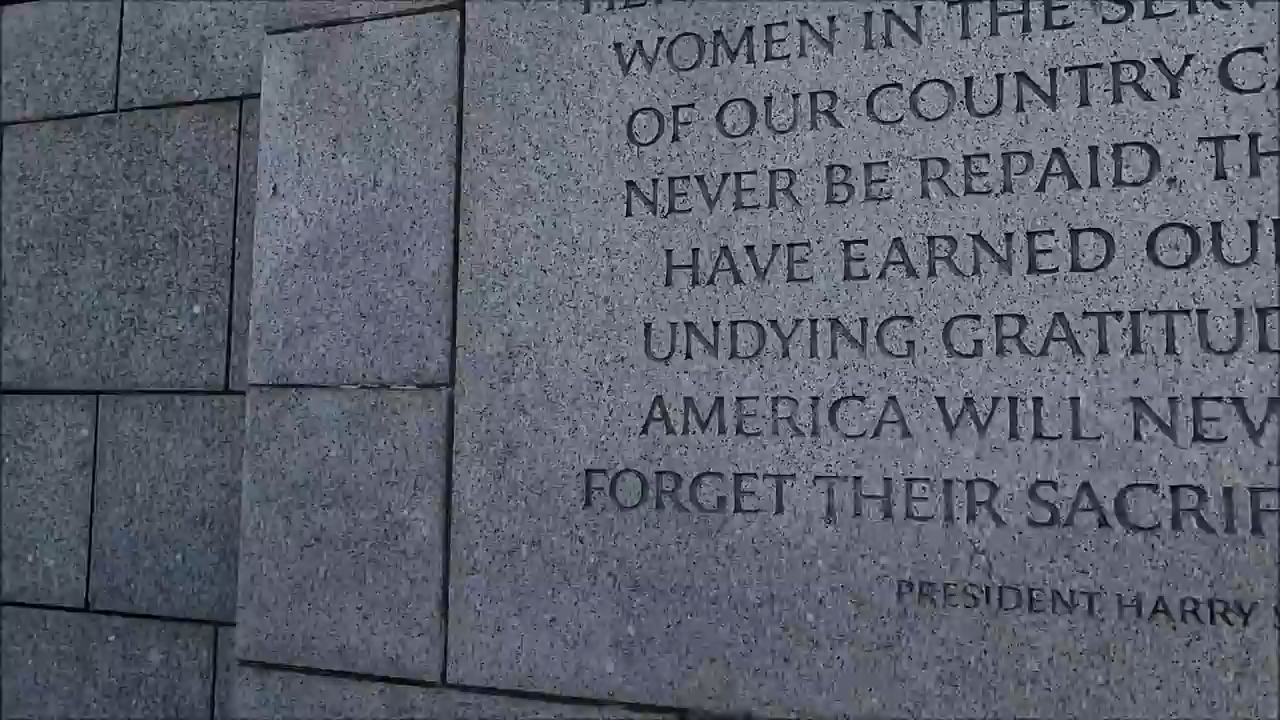 WOMEN IN THE SERV
OF OUR COUNTRY C
NEVER BE REPAID. TH
HAVE EARNED OU
UNDYING GRATITUD
AMERICA WILL NEV
FORGET THEIR SACRIF
PRESIDENT HARRY